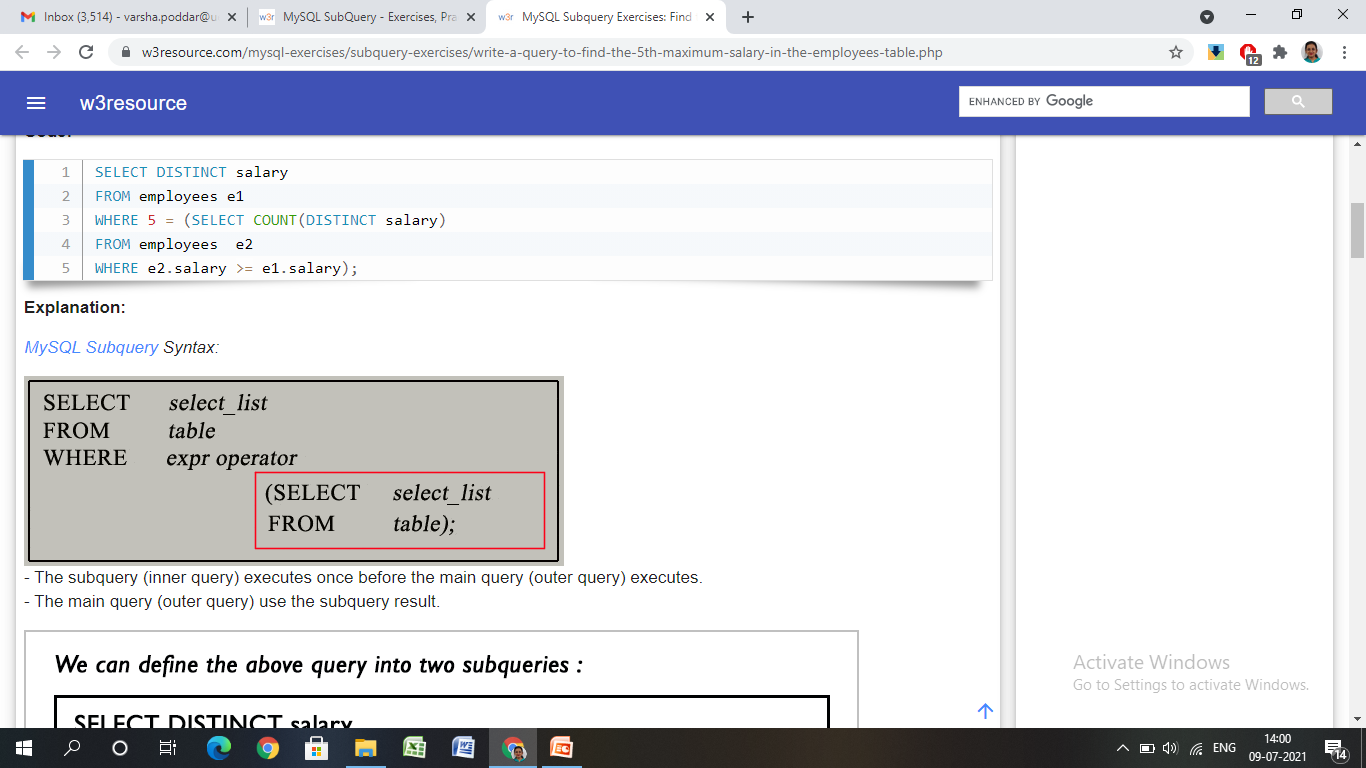 Inbox (3,514) - varsha.poddar@u
w3r MySQL SubQuery - Exercises, Pra
w3r MySQL Subquery Exercises: Find
w3resource.com/mysql-exercises/subquery-exercises/write-a-query-to-find-the-5th-maximum-salary-in-the-employees-table.php
12
w3resource
ENHANCED BY Google
1 SELECT DISTINCT salary
2 FROM employees e1
3 WHERE 5 = (SELECT COUNT(DISTINCT salary)
4 FROM employees  e2
5 WHERE e2.salary >= e1.salary);
Explanation:
MySQL Subquery Syntax:
SELECT select_list
FROM table
WHERE expr operator
(SELECT select_list
FROM table);
- The subquery (inner query) executes once before the main query (outer query) executes.
- The main query (outer query) use the subquery result.
We can define the above query into two subqueries :
SELECT DISTINCT salary
Activate Windows
Go to Settings to activate Windows.
ENG
14:00
09-07-2021
14